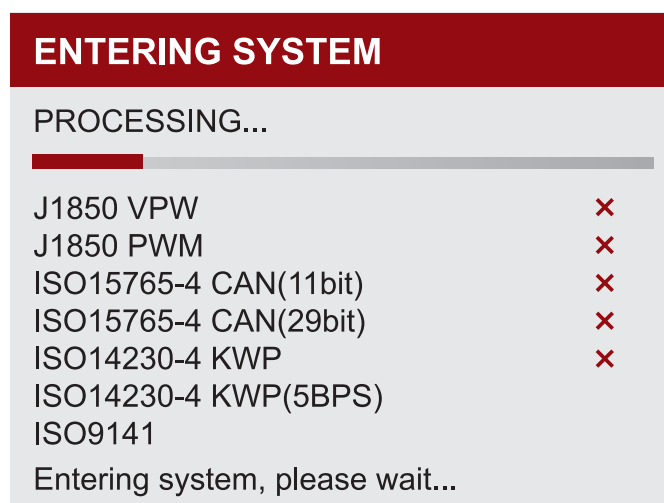 ENTERING SYSTEM
PROCESSING...
J1850 VPW ×
J1850 PWM ×
ISO15765-4 CAN(11bit) ×
ISO15765-4 CAN(29bit) ×
ISO14230-4 KWP ×
ISO14230-4 KWP(5BPS)
ISO9141
Entering system, please wait...